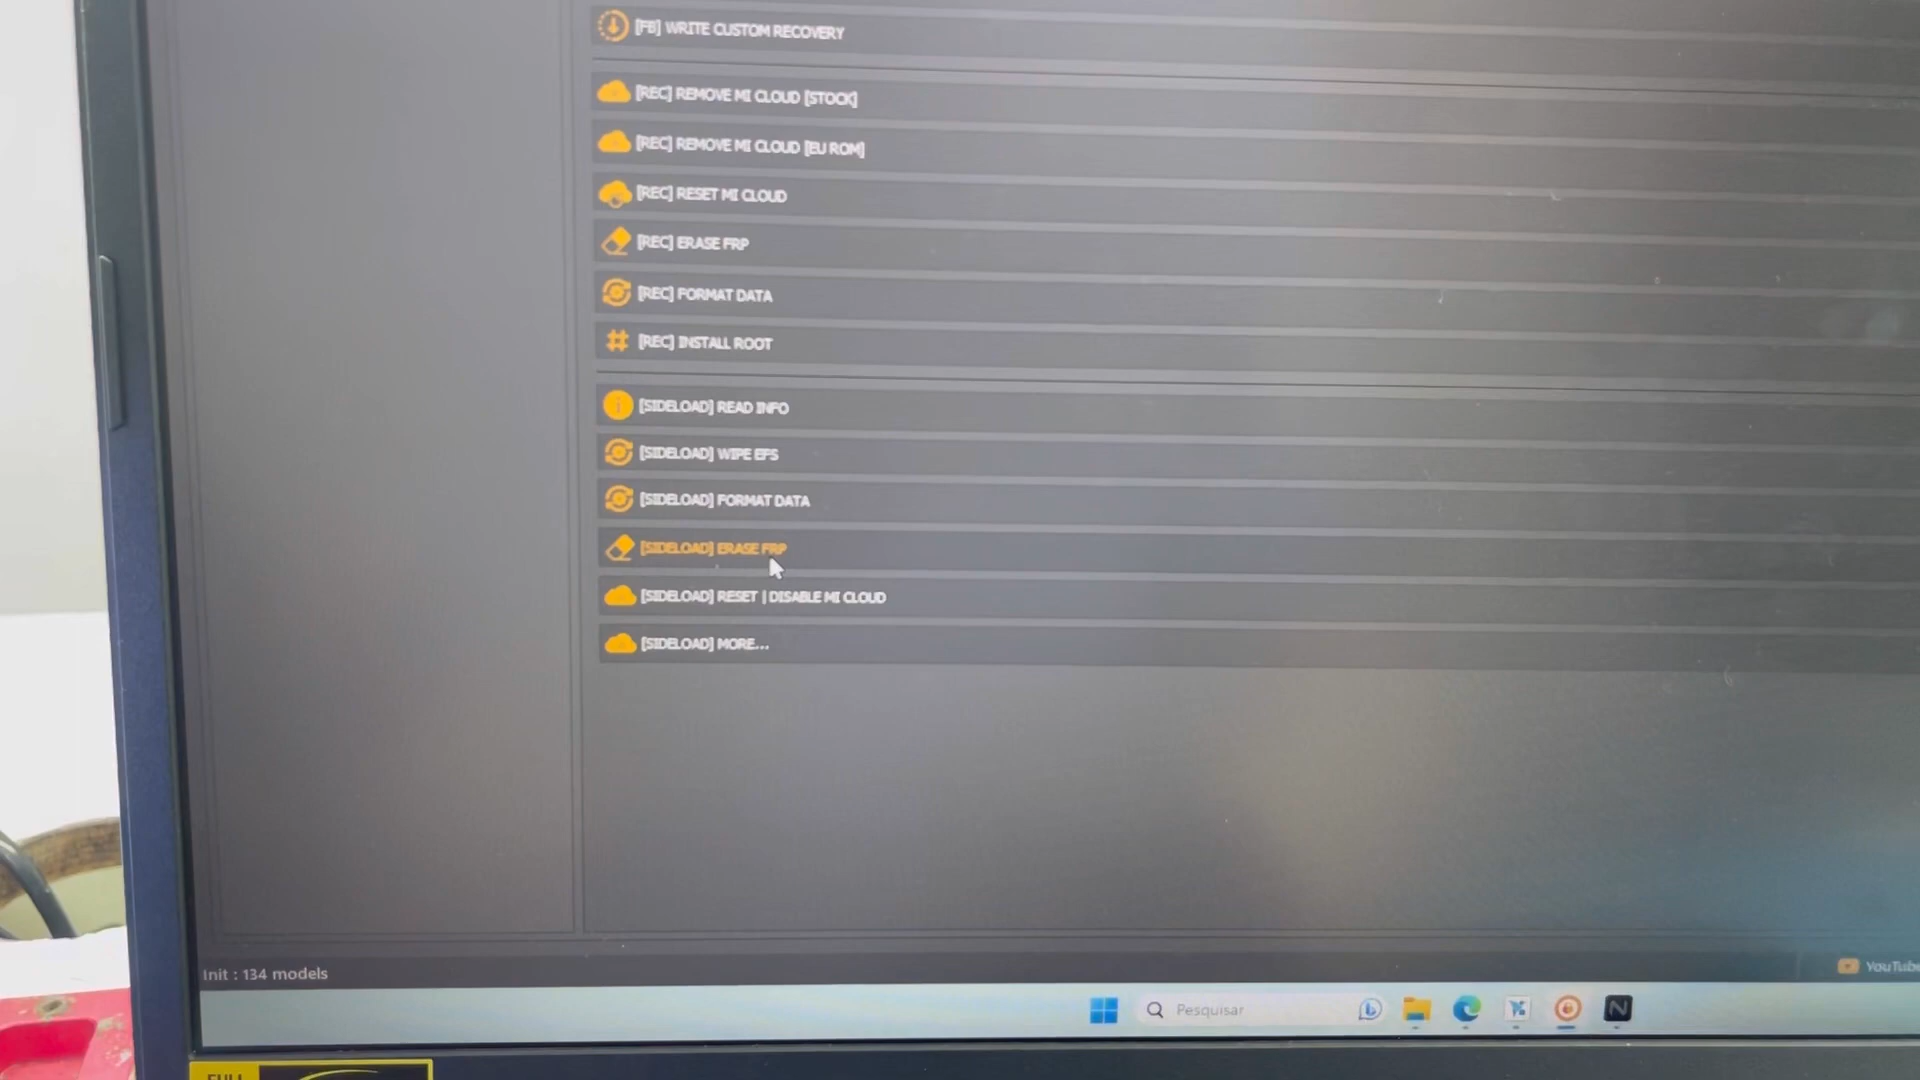 [FB] WRITE CUSTOM RECOVERY
[REC] REMOVE MI CLOUD [STOCK]
[REC] REMOVE MI CLOUD [EU ROM]
[REC] RESET MI CLOUD
[REC] ERASE FRP
[REC] FORMAT DATA
[REC] INSTALL ROOT
[SIDELOAD] READ INFO
[SIDELOAD] WIPE EFS
[SIDELOAD] FORMAT DATA
[SIDELOAD] ERASE FRP
[SIDELOAD] RESET | DISABLE MI CLOUD
[SIDELOAD] MORE...
Init : 134 models
YouTube
Pesquisar
FULL